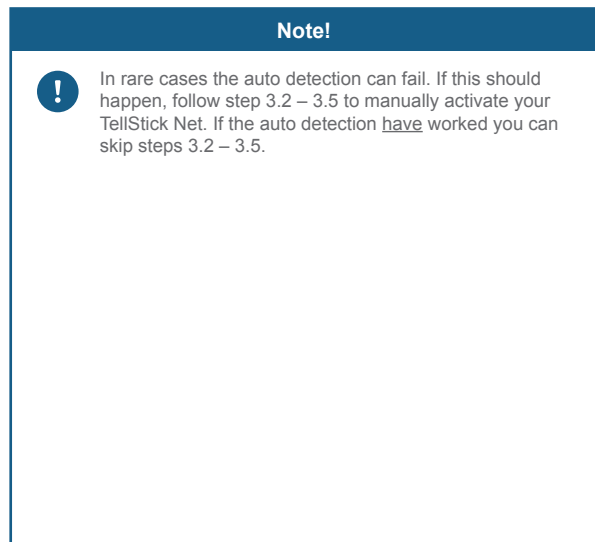 Note!
!
In rare cases the auto detection can fail. If this should
happen, follow step 3.2 – 3.5 to manually activate your
TellStick Net. If the auto detection have worked you can
skip steps 3.2 – 3.5.